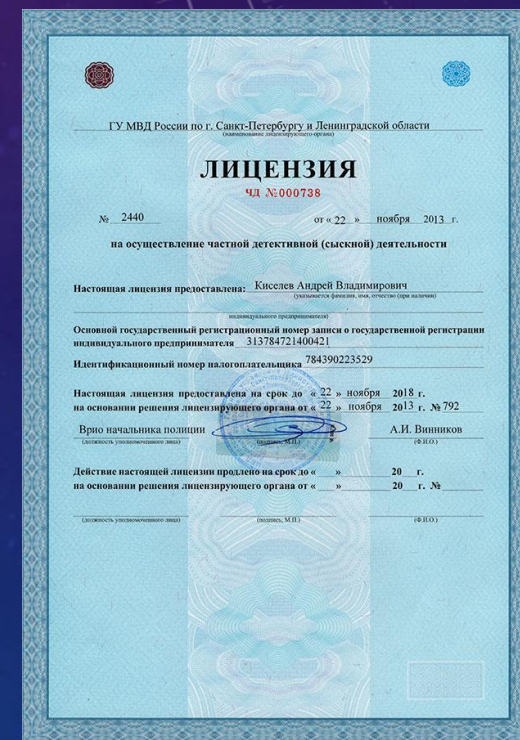 ГУ МВД России по г. Санкт-Петербургу и Ленинградской области
(наименование лицензирующего органа)
ЛИЦЕНЗИЯ
ЧД №000738
№ 2440 от « 22 » ноября 2013 г.
на осуществление частной детективной (сыскной) деятельности
Настоящая лицензия предоставлена: Киселев Андрей Владимирович
(указывается фамилия, имя, отчество (при наличии)
индивидуального предпринимателя)
Основной государственный регистрационный номер записи о государственной регистрации
индивидуального предпринимателя 313784721400421
Идентификационный номер налогоплательщика 784390223529
Настоящая лицензия предоставлена на срок до « 22 » ноября 2018 г.
на основании решения лицензирующего органа от « 22 » ноября 2013 г. № 792
Врио начальника полиции А.И. Винников
(должность уполномоченного лица) (подпись, М.П.) (Ф.И.О.)
Действие настоящей лицензии продлено на срок до « » 20 г.
на основании решения лицензирующего органа от « » 20 г. №
(должность уполномоченного лица) (подпись, М.П.) (Ф.И.О.)